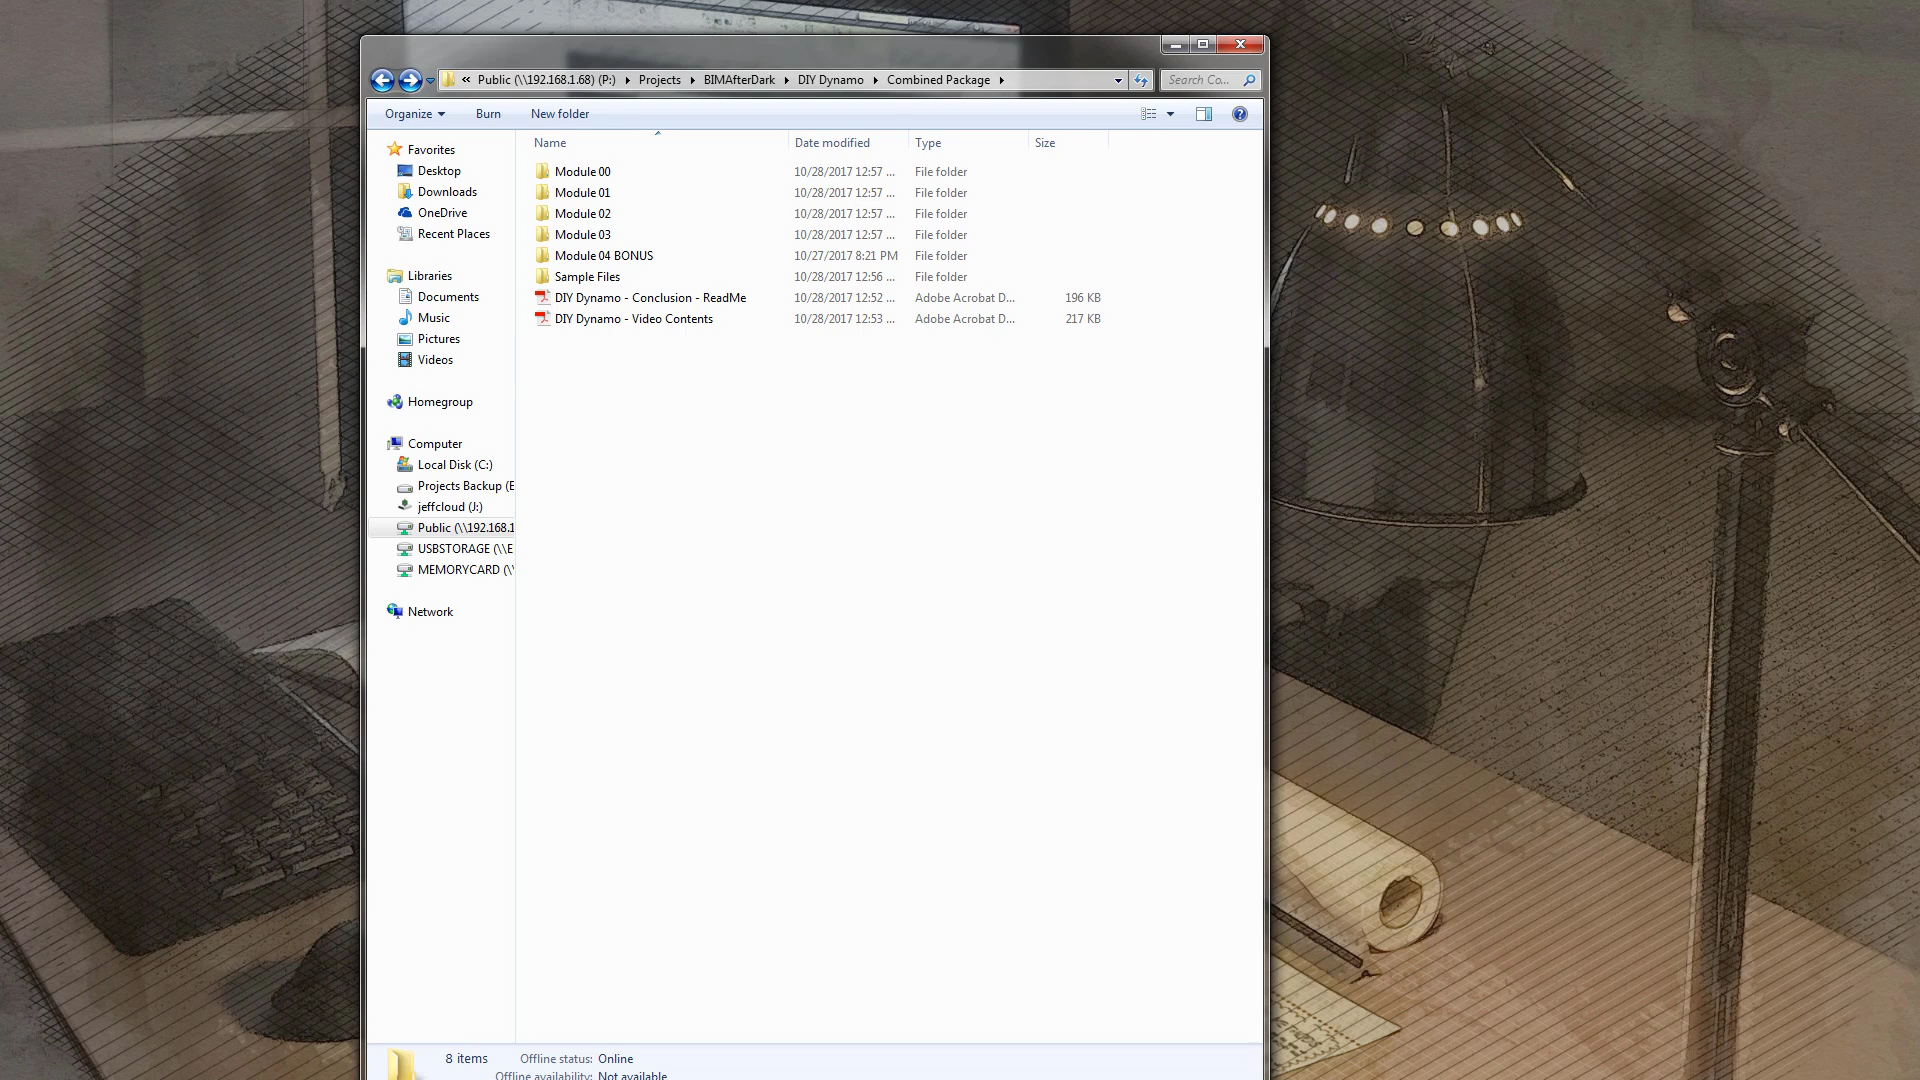 « Public (\\192.168.1.68) (P:) Projects BIMAfterDark DIY Dynamo Combined Package Search Co...
Organize Burn New folder
Name Date modified Type Size
Favorites
Desktop
Downloads
OneDrive
Recent Places
Libraries
Documents
Music
Pictures
Videos
Homegroup
Computer
Local Disk (C:)
Projects Backup (E
jeffcloud (J:)
Public (\\192.168.1
USBSTORAGE (\\E
MEMORYCARD (\\
Network
Module 00 10/28/2017 12:57 ... File folder
Module 01 10/28/2017 12:57 ... File folder
Module 02 10/28/2017 12:57 ... File folder
Module 03 10/28/2017 12:57 ... File folder
Module 04 BONUS 10/27/2017 8:21 PM File folder
Sample Files 10/28/2017 12:56 ... File folder
DIY Dynamo - Conclusion - ReadMe 10/28/2017 12:52 ... Adobe Acrobat D... 196 KB
DIY Dynamo - Video Contents 10/28/2017 12:53 ... Adobe Acrobat D... 217 KB
8 items Offline status: Online
Offline availability: Not available